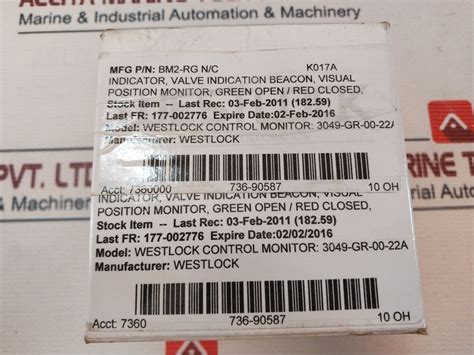 Marine & Industrial Automation & Machinery
MFG P/N: BM2-RG N/C K017A
INDICATOR, VALVE INDICATION BEACON, VISUAL
POSITION MONITOR, GREEN OPEN / RED CLOSED,
Stock Item -- Last Rec: 03-Feb-2011 (182.59)
Last FR: 177-002776 Expire Date:02-Feb-2016
Model: WESTLOCK CONTROL MONITOR: 3049-GR-00-22A
Manufacturer: WESTLOCK
Acct: 7360000 736-90587 10 OH
INDICATOR, VALVE INDICATION BEACON, VISUAL
POSITION MONITOR, GREEN OPEN / RED CLOSED,
Stock Item -- Last Rec: 03-Feb-2011 (182.59)
Last FR: 177-002776 Expire Date:02/02/2016
Model: WESTLOCK CONTROL MONITOR: 3049-GR-00-22A
Manufacturer: WESTLOCK
Acct: 7360 736-90587 10 OH
PVT. LTD